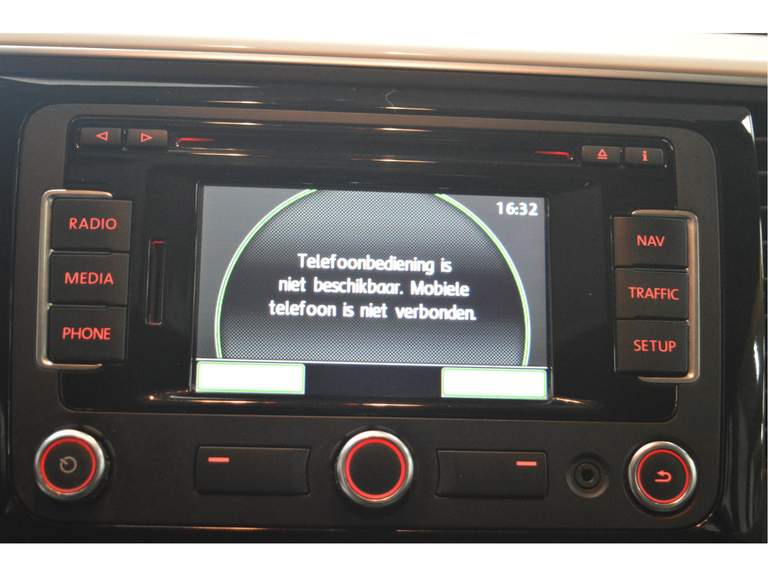 16:32
RADIO
MEDIA
PHONE
Telefoonbediening is
niet beschikbaar. Mobiele
telefoon is niet verbonden.
NAV
TRAFFIC
SETUP
i